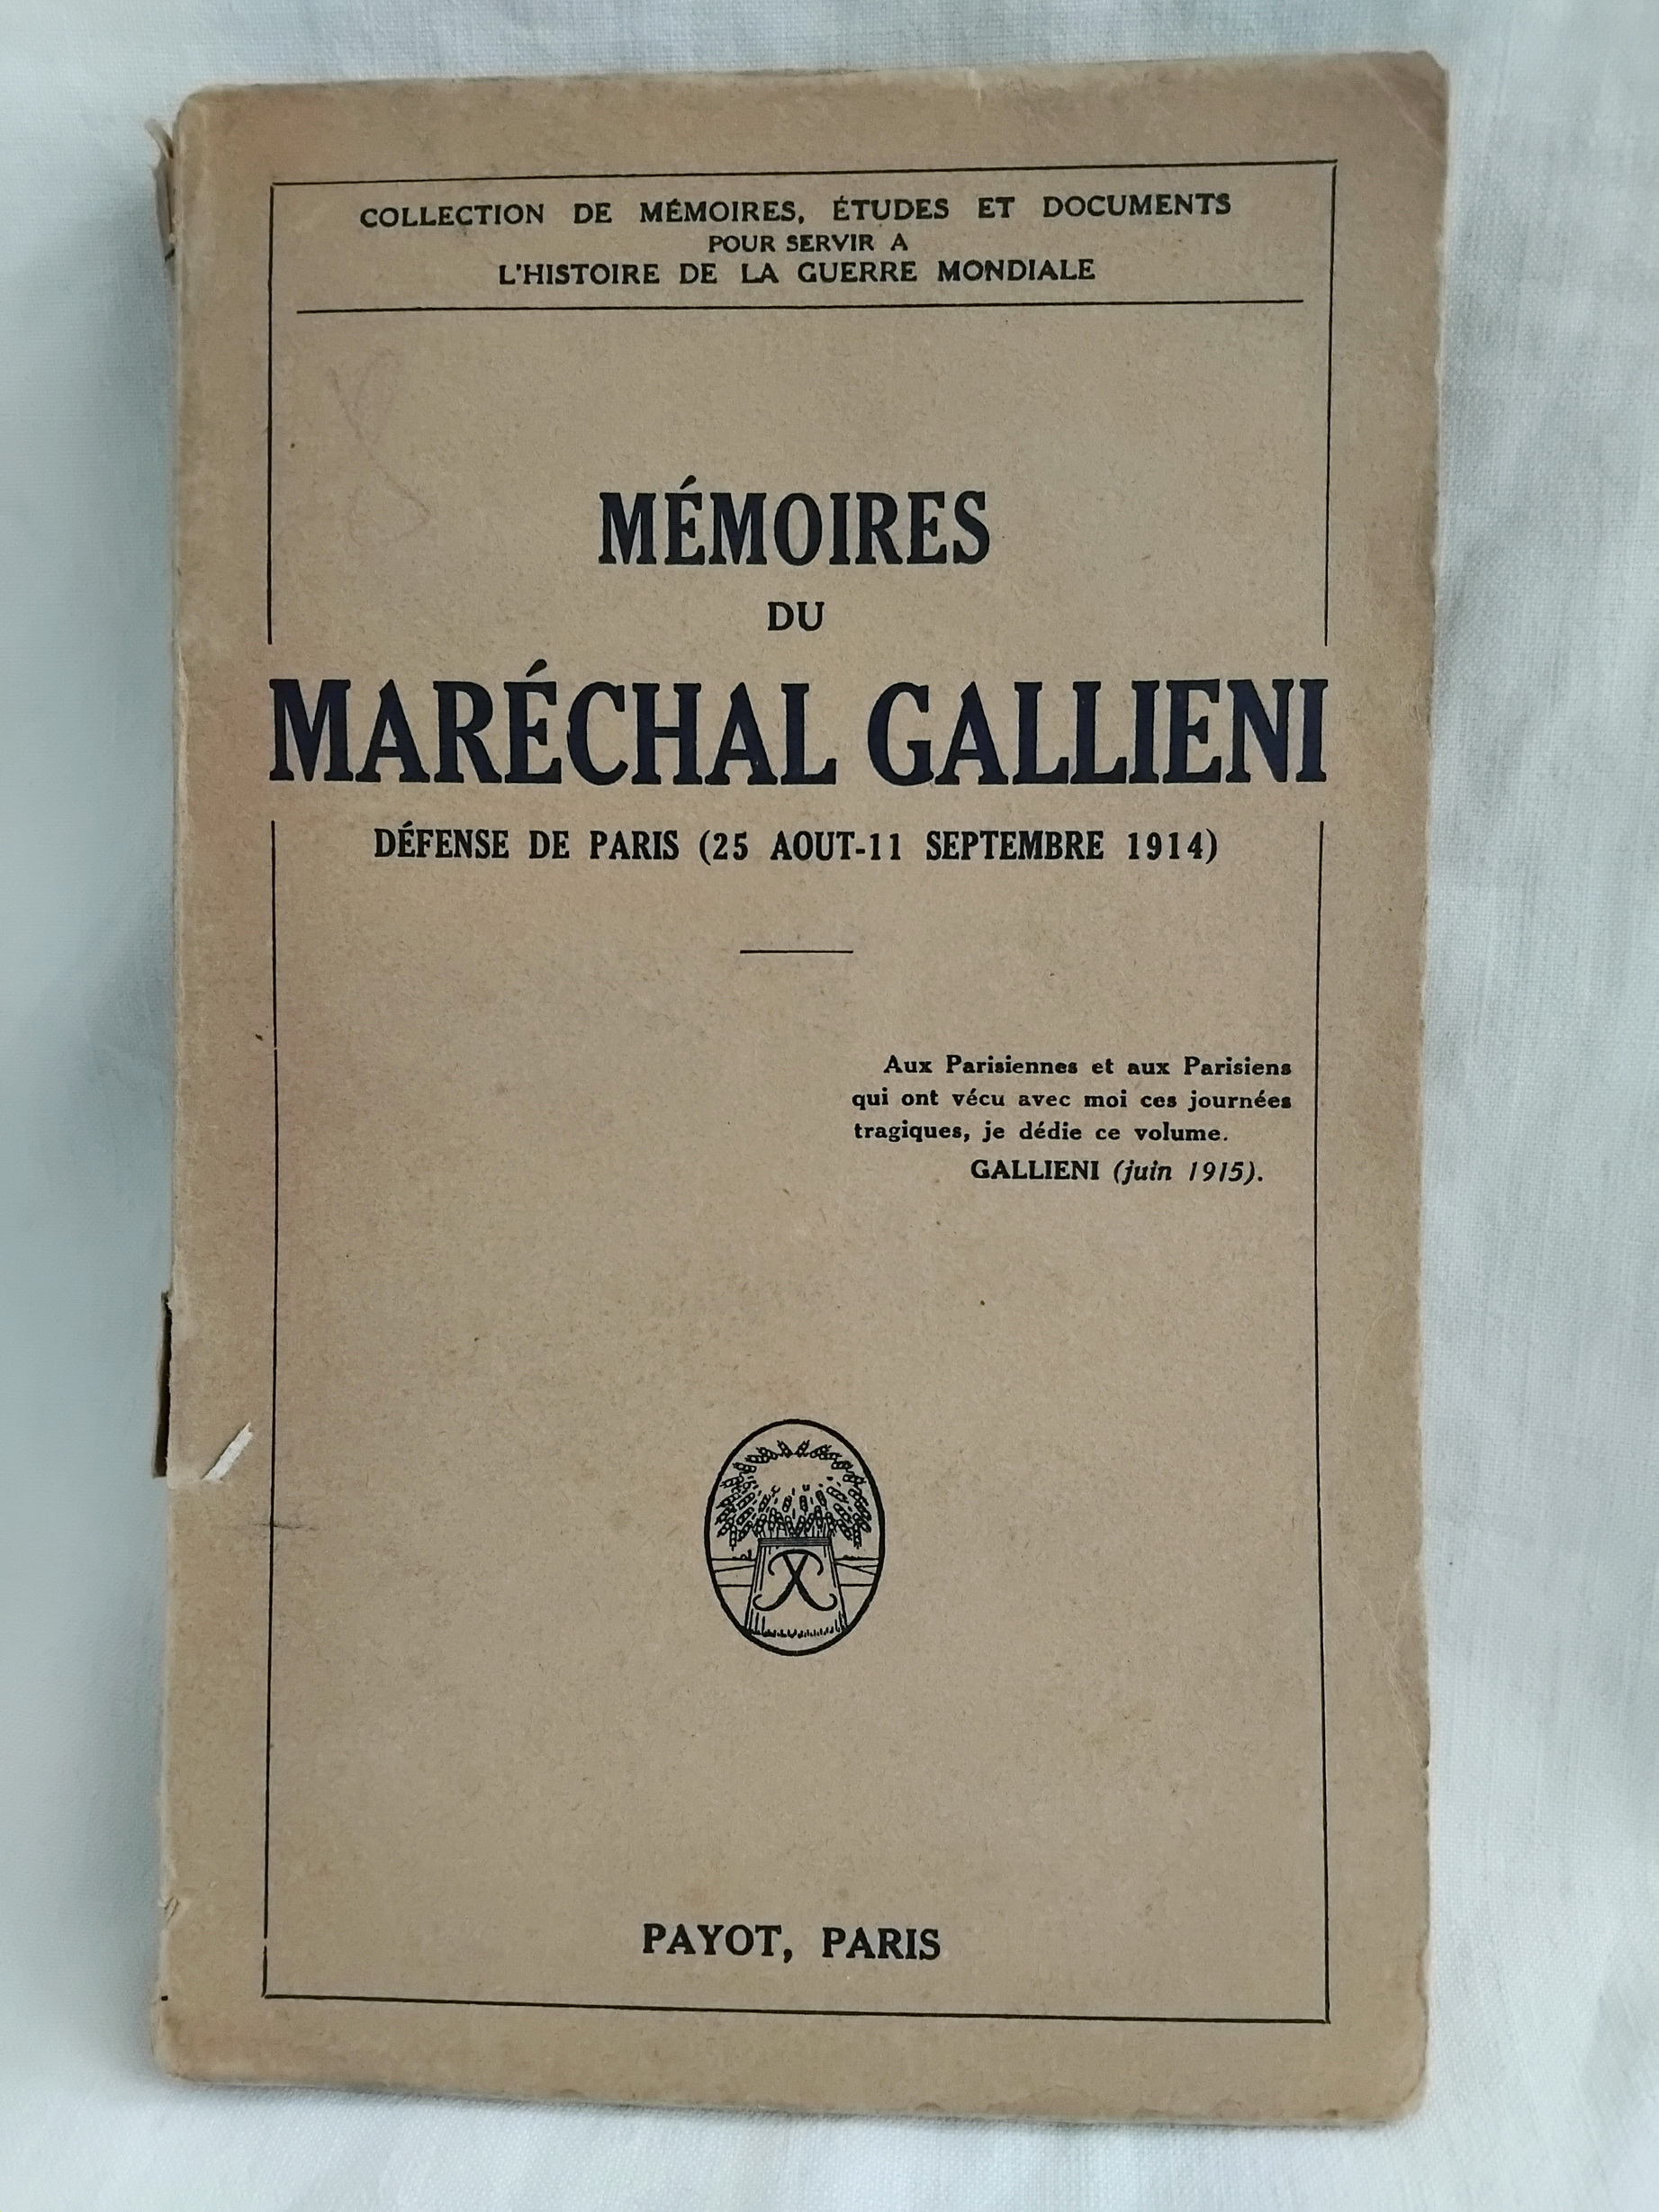 COLLECTION DE MÉMOIRES, ÉTUDES ET DOCUMENTS
POUR SERVIR A
L'HISTOIRE DE LA GUERRE MONDIALE
MÉMOIRES
DU
MARÉCHAL GALLIENI
DÉFENSE DE PARIS (25 AOUT-11 SEPTEMBRE 1914)
Aux Parisiennes et aux Parisiens
qui ont vécu avec moi ces journées
tragiques, je dédie ce volume.
GALLIENI (juin 1915).
PAYOT, PARIS